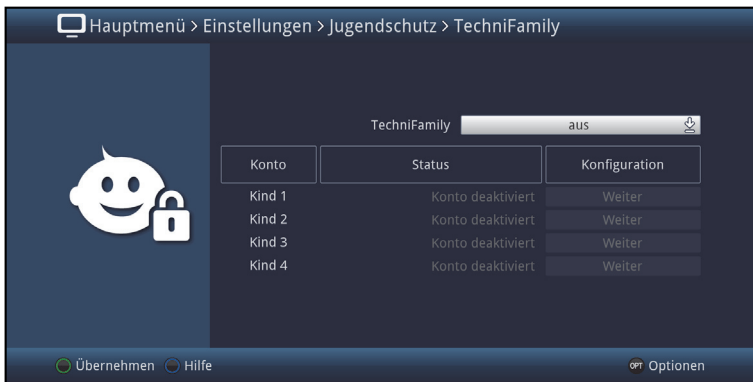 Hauptmenü > Einstellungen > Jugendschutz > TechniFamily
TechniFamily aus
Konto Status Konfiguration
Kind 1 Konto deaktiviert Weiter
Kind 2 Konto deaktiviert Weiter
Kind 3 Konto deaktiviert Weiter
Kind 4 Konto deaktiviert Weiter
Übernehmen Hilfe OPT Optionen